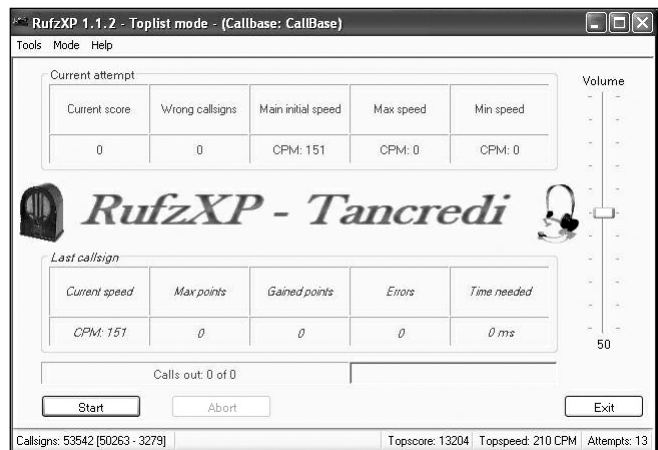 RufzXP 1.1.2 - Toplist mode - (Callbase: CallBase)
Tools Mode Help
Current attempt
Current score Wrong callsigns Main initial speed Max speed Min speed
0 0 CPM: 151 CPM: 0 CPM: 0
Volume
RufzXP - Tancredi
Last callsign
Current speed Max points Gained points Errors Time needed
CPM: 151 0 0 0 0 ms
50
Calls out: 0 of 0
Start Abort Exit
Callsigns: 53542 [50263 - 3279] Topscore: 13204 Topspeed: 210 CPM Attempts: 13